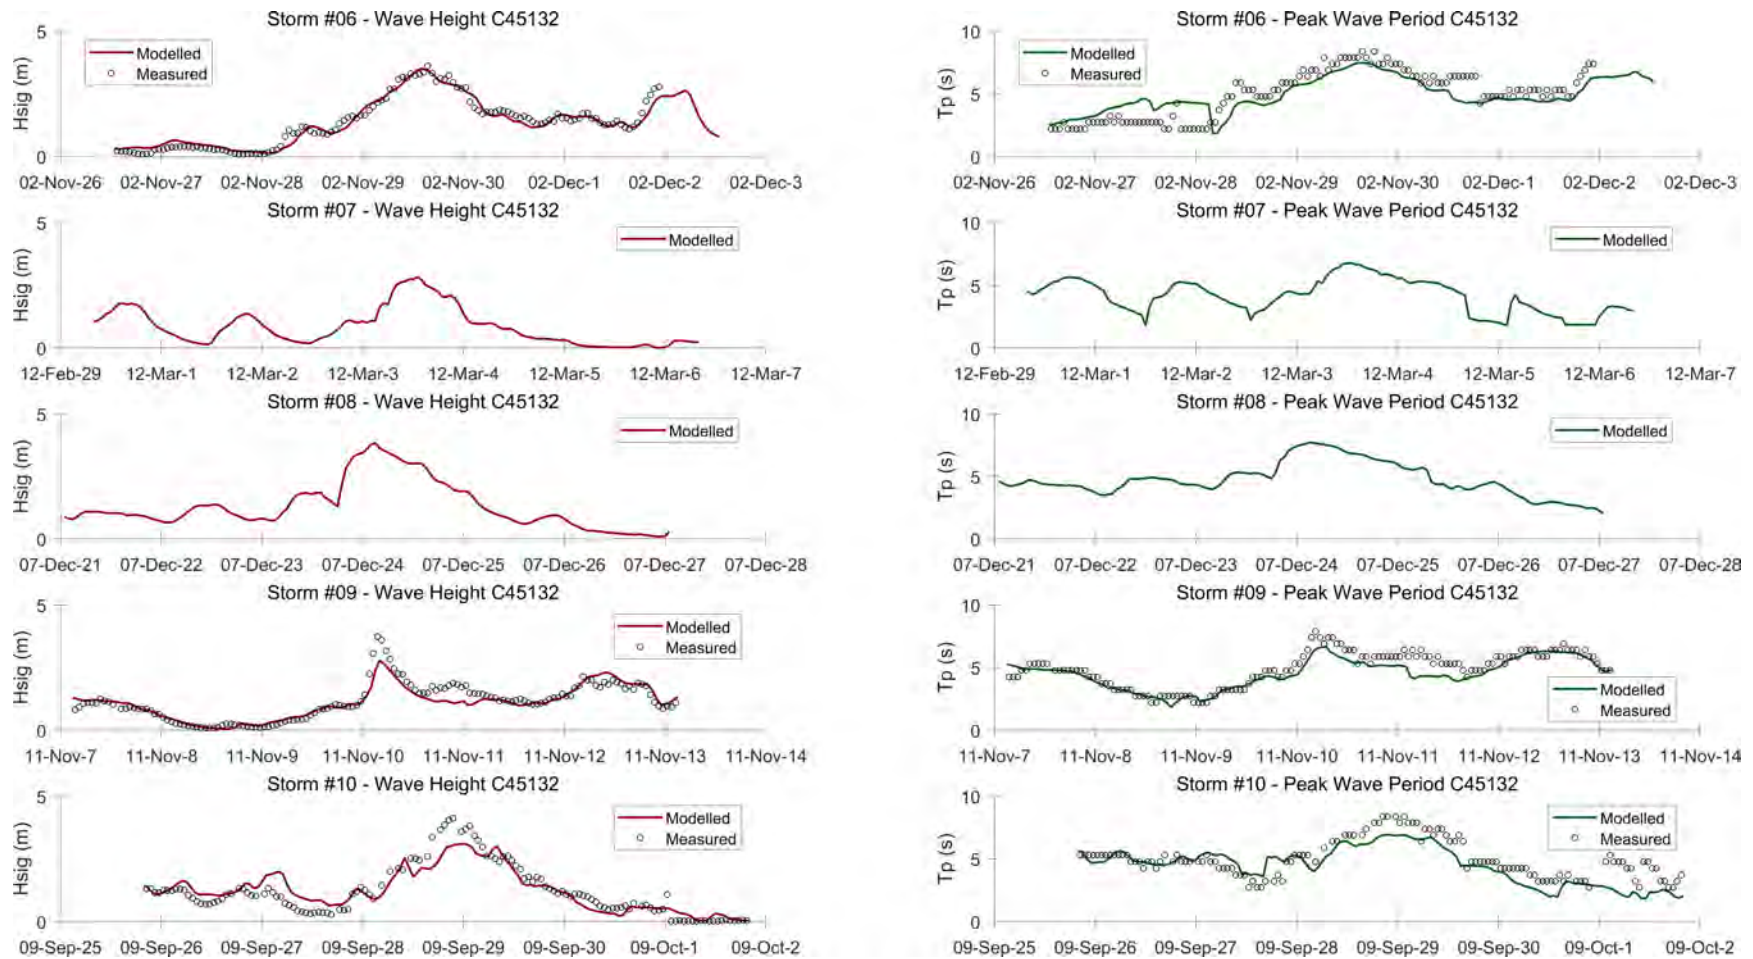 Storm #06 - Wave Height C45132
Hsig (m)
5
0
Modelled
Measured
02-Nov-26 02-Nov-27 02-Nov-28 02-Nov-29 02-Nov-30 02-Dec-1 02-Dec-2 02-Dec-3
Storm #06 - Peak Wave Period C45132
Tp (s)
10
5
0
Modelled
Measured
02-Nov-26 02-Nov-27 02-Nov-28 02-Nov-29 02-Nov-30 02-Dec-1 02-Dec-2 02-Dec-3
Storm #07 - Wave Height C45132
Hsig (m)
5
0
Modelled
12-Feb-29 12-Mar-1 12-Mar-2 12-Mar-3 12-Mar-4 12-Mar-5 12-Mar-6 12-Mar-7
Storm #07 - Peak Wave Period C45132
Tp (s)
10
5
0
Modelled
12-Feb-29 12-Mar-1 12-Mar-2 12-Mar-3 12-Mar-4 12-Mar-5 12-Mar-6 12-Mar-7
Storm #08 - Wave Height C45132
Hsig (m)
5
0
Modelled
07-Dec-21 07-Dec-22 07-Dec-23 07-Dec-24 07-Dec-25 07-Dec-26 07-Dec-27 07-Dec-28
Storm #08 - Peak Wave Period C45132
Tp (s)
10
5
0
Modelled
07-Dec-21 07-Dec-22 07-Dec-23 07-Dec-24 07-Dec-25 07-Dec-26 07-Dec-27 07-Dec-28
Storm #09 - Wave Height C45132
Hsig (m)
5
0
Modelled
Measured
11-Nov-7 11-Nov-8 11-Nov-9 11-Nov-10 11-Nov-11 11-Nov-12 11-Nov-13 11-Nov-14
Storm #09 - Peak Wave Period C45132
Tp (s)
10
5
0
Modelled
Measured
11-Nov-7 11-Nov-8 11-Nov-9 11-Nov-10 11-Nov-11 11-Nov-12 11-Nov-13 11-Nov-14
Storm #10 - Wave Height C45132
Hsig (m)
5
0
Modelled
Measured
09-Sep-25 09-Sep-26 09-Sep-27 09-Sep-28 09-Sep-29 09-Sep-30 09-Oct-1 09-Oct-2
Storm #10 - Peak Wave Period C45132
Tp (s)
10
5
0
Modelled
Measured
09-Sep-25 09-Sep-26 09-Sep-27 09-Sep-28 09-Sep-29 09-Sep-30 09-Oct-1 09-Oct-2